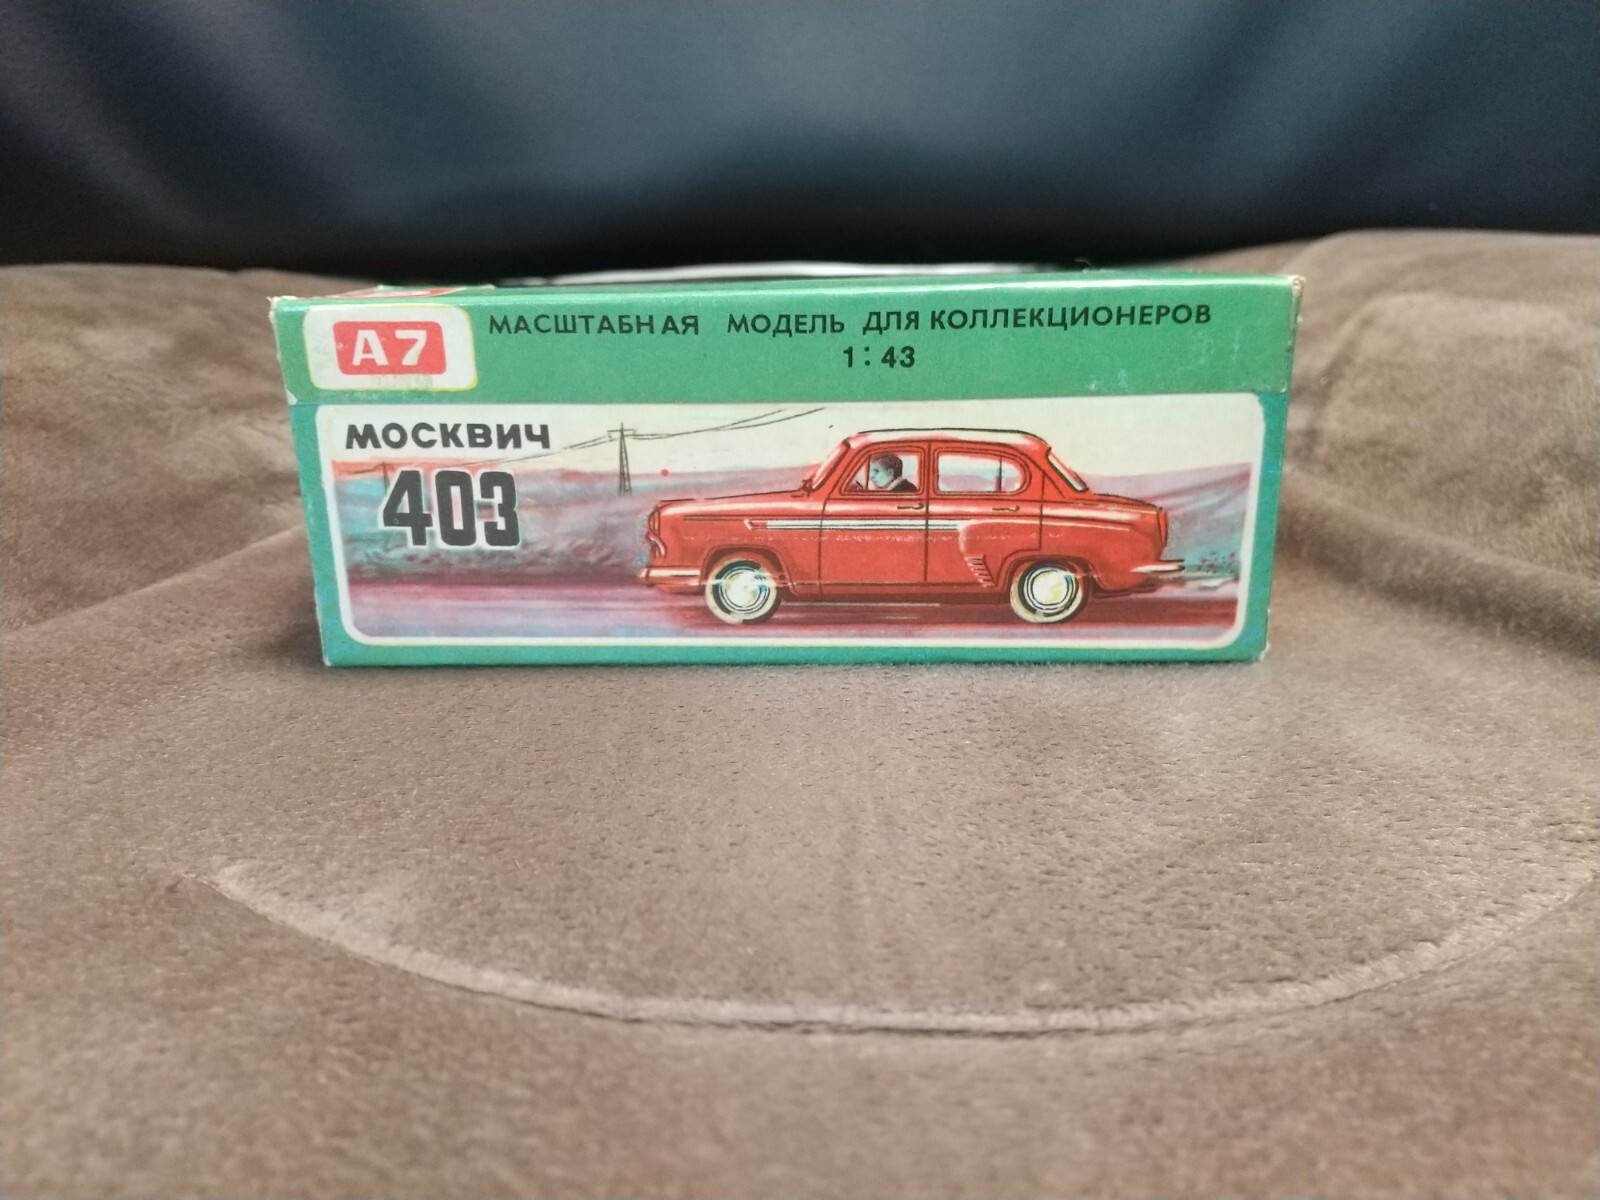 А7
МАСШТАБНАЯ МОДЕЛЬ ДЛЯ КОЛЛЕКЦИОНЕРОВ
1:43
МОСКВИЧ
403